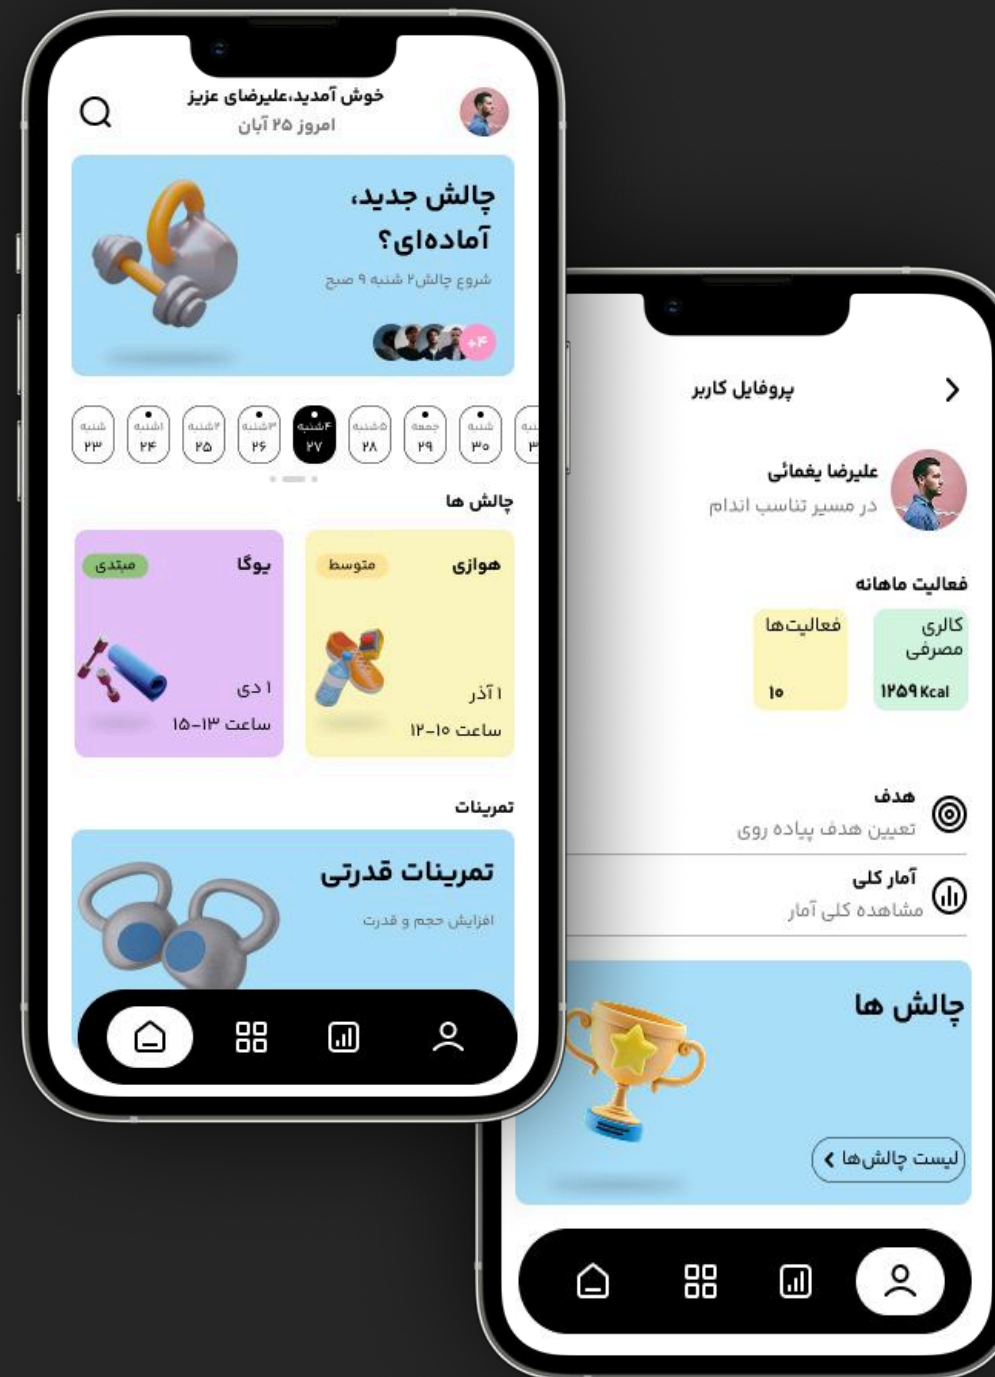 خوش آمدید،علیرضای عزیز
امروز ۲۵ آبان
چالش جدید،
آماده‌ای؟
شروع چالش۲ شنبه ۹ صبح
+۴
شنبه ۳۰ جمعه ۲۹ ۵شنبه ۲۸ ۴شنبه ۲۷ ۳شنبه ۲۶ ۲شنبه ۲۵ ۱شنبه ۲۴ شنبه ۲۳
چالش ها
هوازی
متوسط
۱ آذر
ساعت ۱۰-۱۲
یوگا
مبتدی
۱ دی
ساعت ۱۳-۱۵
تمرینات
تمرینات قدرتی
افزایش حجم و قدرت
پروفایل کاربر
علیرضا یغمائی
در مسیر تناسب اندام
فعالیت ماهانه
کالری
مصرفی
۱۲۵۹ Kcal
فعالیت‌ها
۱۰
هدف
تعیین هدف پیاده روی
آمار کلی
مشاهده کلی آمار
چالش ها
لیست چالش‌ها